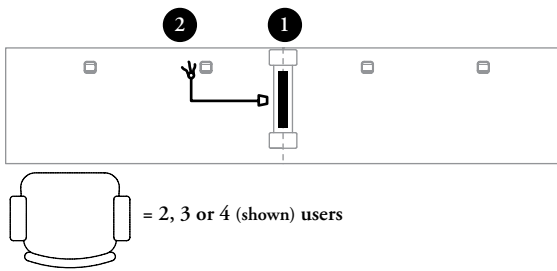 2 1
= 2, 3 or 4 (shown) users